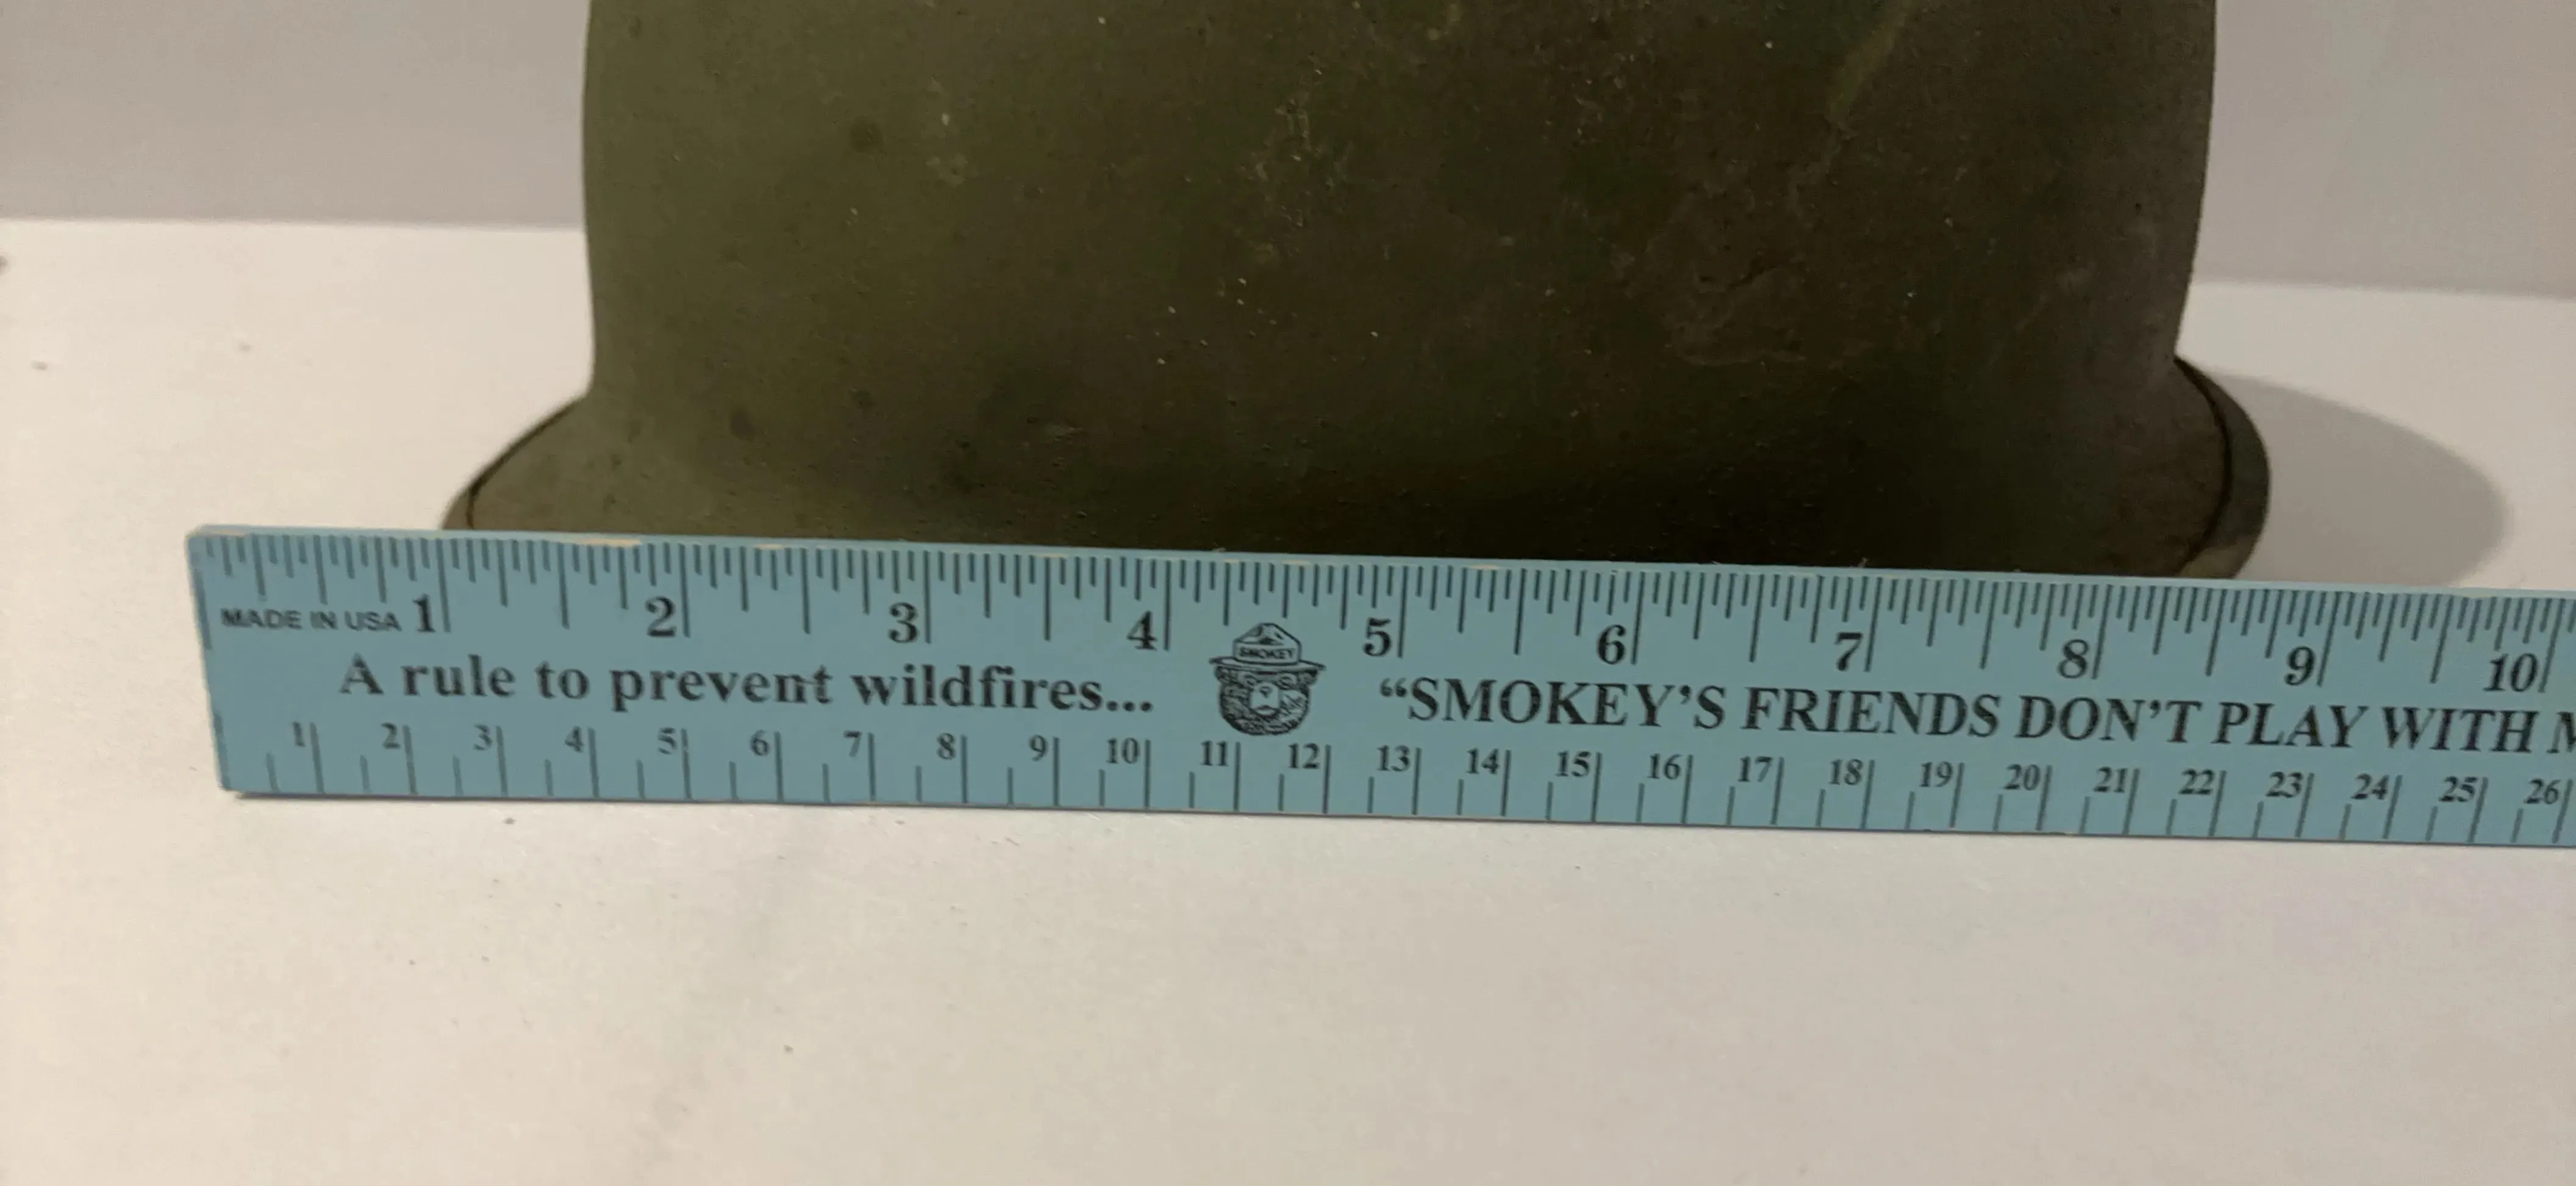 MADE IN USA 1 2 3 4 5 6 7 8 9 10
SMOKEY
A rule to prevent wildfires... “SMOKEY’S FRIENDS DON’T PLAY WITH
1 2 3 4 5 6 7 8 9 10 11 12 13 14 15 16 17 18 19 20 21 22 23 24 25 26